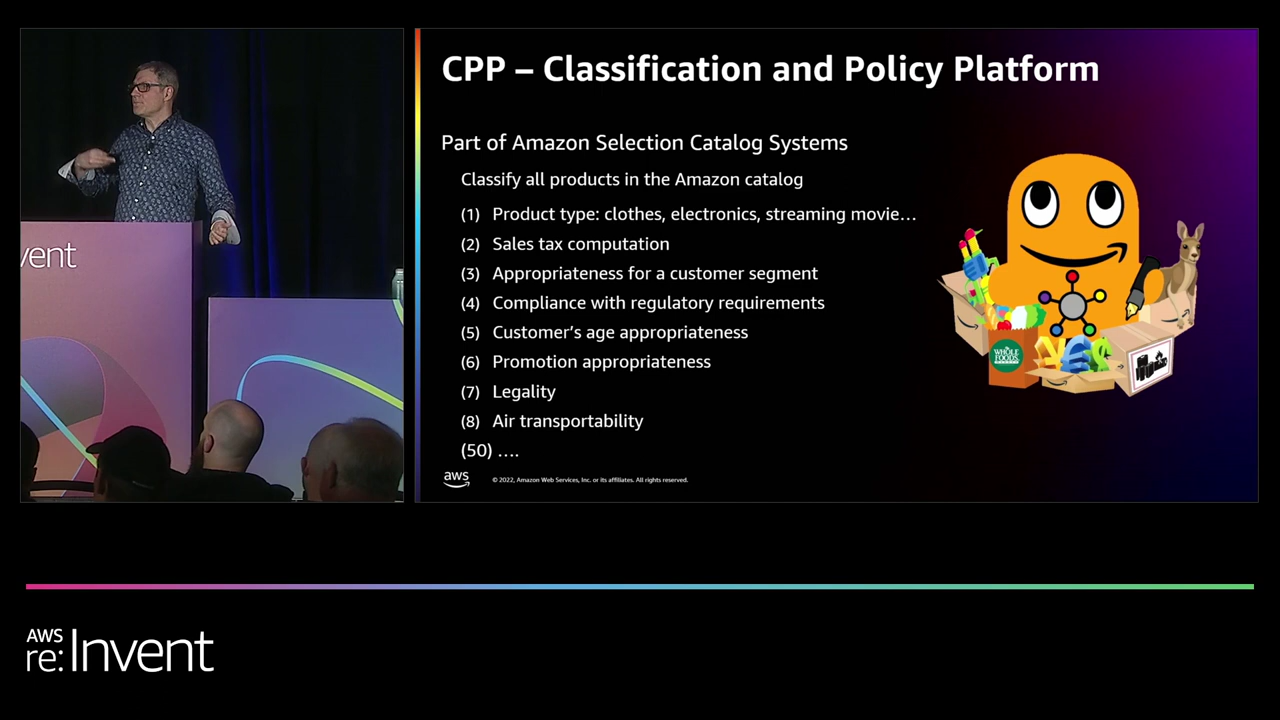 CPP – Classification and Policy Platform
Part of Amazon Selection Catalog Systems
Classify all products in the Amazon catalog
(1) Product type: clothes, electronics, streaming movie...
(2) Sales tax computation
(3) Appropriateness for a customer segment
(4) Compliance with regulatory requirements
(5) Customer’s age appropriateness
(6) Promotion appropriateness
(7) Legality
(8) Air transportability
(50) ....
WHOLE
FOODS
aws
© 2022, Amazon Web Services, Inc. or its affiliates. All rights reserved.
vent
AWS
re:Invent